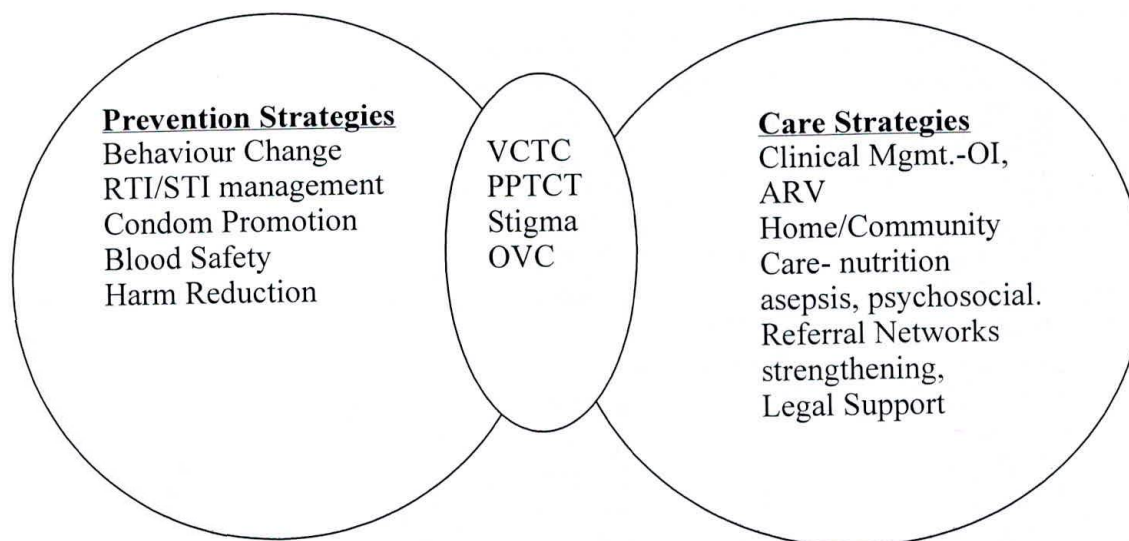 Prevention Strategies
Behaviour Change
RTI/STI management
Condom Promotion
Blood Safety
Harm Reduction
VCTC
PPTCT
Stigma
OVC
Care Strategies
Clinical Mgmt.-OI,
ARV
Home/Community
Care- nutrition
asepsis, psychosocial.
Referral Networks
strengthening,
Legal Support